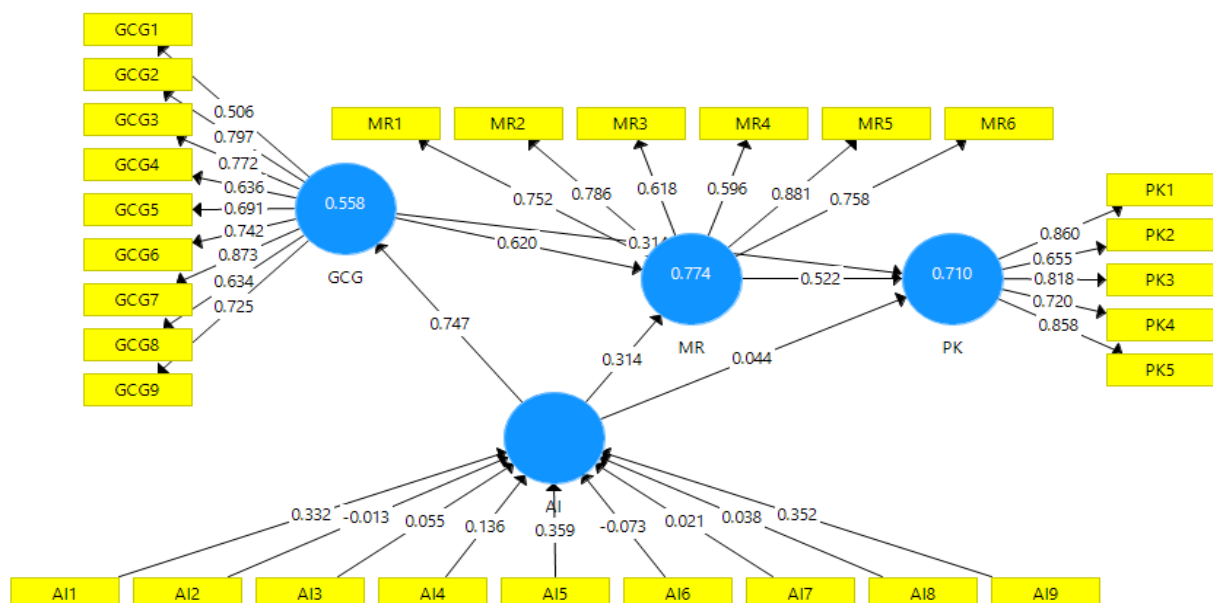 GCG1
GCG2
GCG3
GCG4
GCG5
GCG6
GCG7
GCG8
GCG9
0.506
0.797
0.772
0.636
0.691
0.742
0.873
0.634
0.725
0.558
GCG
MR1
MR2
MR3
MR4
MR5
MR6
0.752
0.786
0.618
0.596
0.881
0.758
0.620
0.314
0.774
MR
0.522
0.710
PK
0.860
0.655
0.818
0.720
0.858
PK1
PK2
PK3
PK4
PK5
0.747
0.314
0.044
AI
0.332
-0.013
0.055
0.136
0.359
-0.073
0.021
0.038
0.352
AI1
AI2
AI3
AI4
AI5
AI6
AI7
AI8
AI9